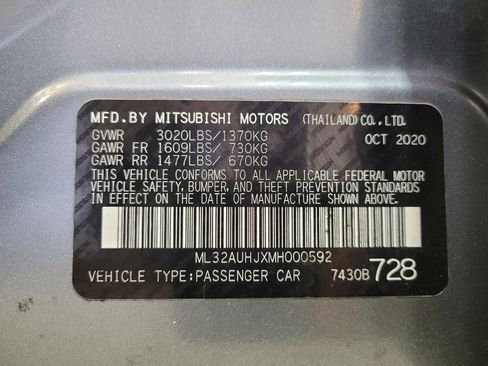 MFD.BY MITSUBISHI MOTORS (THAILAND) CO., LTD.
GVWR 3020LBS/1370KG OCT 2020
GAWR FR 1609LBS/ 730KG
GAWR RR 1477LBS/ 670KG
THIS VEHICLE CONFORMS TO ALL APPLICABLE FEDERAL MOTOR
VEHICLE SAFETY, BUMPER, AND THEFT PREVENTION STANDARDS
IN EFFECT ON THE DATE OF MANUFACTURE SHOWN ABOVE.
ML32AUHJXMH000592
VEHICLE TYPE:PASSENGER CAR 7430B 728